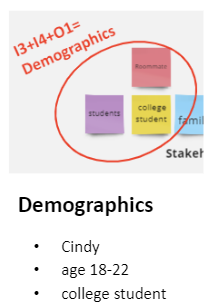 I3+I4+O1=
Demographics
Roommate
students
college
student
famil
Stakeh
Demographics
• Cindy
• age 18-22
• college student